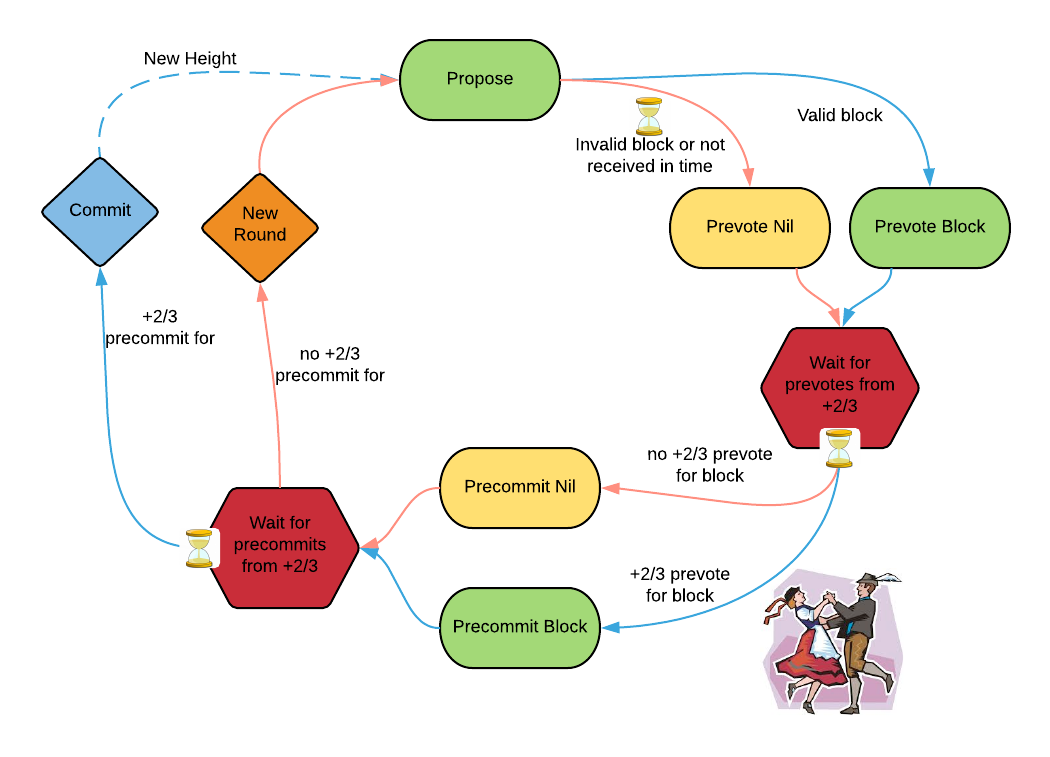 New Height
Propose
Valid block
Invalid block or not
received in time
Commit
New
Round
Prevote Nil
Prevote Block
+2/3
precommit for
no +2/3
precommit for
Wait for
prevotes from
+2/3
no +2/3 prevote
for block
Precommit Nil
Wait for
precommits
from +2/3
+2/3 prevote
for block
Precommit Block